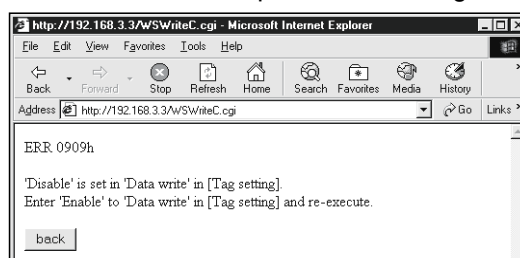 http://192.168.3.3/WSWriteC.cgi - Microsoft Internet Explorer
File Edit View Favorites Tools Help
Back Forward Stop Refresh Home Search Favorites Media History »
Address http://192.168.3.3/WSWriteC.cgi Go Links »
ERR 0909h
'Disable' is set in 'Data write' in [Tag setting].
Enter 'Enable' to 'Data write' in [Tag setting] and re-execute.
back